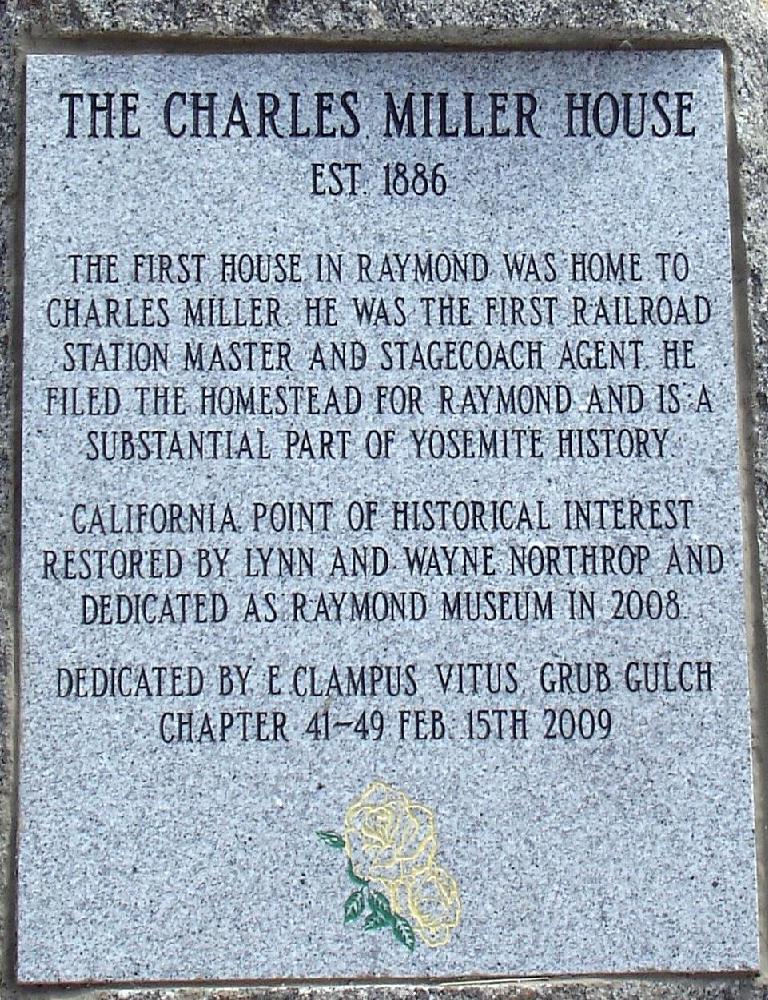 THE CHARLES MILLER HOUSE
EST. 1886
THE FIRST HOUSE IN RAYMOND WAS HOME TO
CHARLES MILLER. HE WAS THE FIRST RAILROAD
STATION MASTER AND STAGECOACH AGENT. HE
FILED THE HOMESTEAD FOR RAYMOND AND IS A
SUBSTANTIAL PART OF YOSEMITE HISTORY.
CALIFORNIA POINT OF HISTORICAL INTEREST
RESTORED BY LYNN AND WAYNE NORTHROP AND
DEDICATED AS RAYMOND MUSEUM IN 2008.
DEDICATED BY E.CLAMPUS VITUS, GRUB GULCH
CHAPTER 41-49 FEB. 15TH 2009